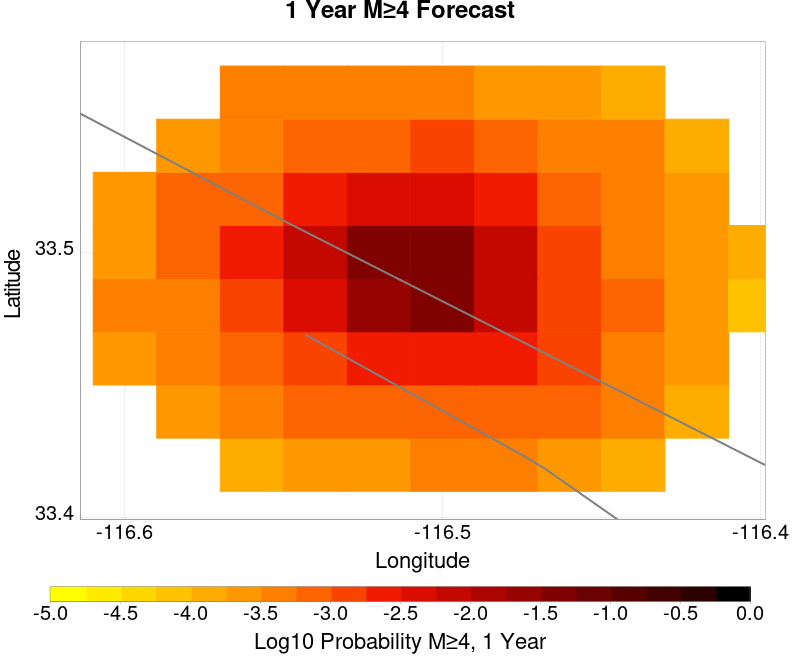 1 Year M≥4 Forecast
Latitude
33.5
33.4
-116.6 -116.5 -116.4
Longitude
-5.0 -4.5 -4.0 -3.5 -3.0 -2.5 -2.0 -1.5 -1.0 -0.5 0.0
Log10 Probability M≥4, 1 Year